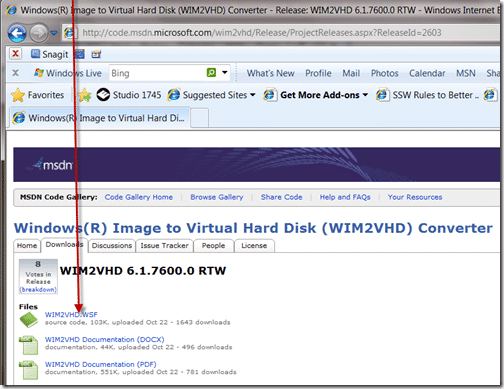 Windows(R) Image to Virtual Hard Disk (WIM2VHD) Converter - Release: WIM2VHD 6.1.7600.0 RTW - Windows Internet E
http://code.msdn.microsoft.com/wim2vhd/Release/ProjectReleases.aspx?ReleaseId=2603
Snagit
Windows Live Bing What's New Profile Mail Photos Calendar MSN Sha
Favorites Studio 1745 Suggested Sites Get More Add-ons SSW Rules to Better ..
Windows(R) Image to Virtual Hard Di...
msdn
MSDN Code Gallery: Code Gallery Home Browse Gallery Share Code Help and FAQs Your Resources
Windows(R) Image to Virtual Hard Disk (WIM2VHD) Converter
Home Downloads Discussions Issue Tracker People License
8
Votes in
Release
(breakdown)
WIM2VHD 6.1.7600.0 RTW
Files
WIM2VHD.WSF
source code, 103K, uploaded Oct 22 - 1643 downloads
WIM2VHD Documentation (DOCX)
documentation, 44K, uploaded Oct 22 - 496 downloads
WIM2VHD Documentation (PDF)
documentation, 351K, uploaded Oct 22 - 781 downloads